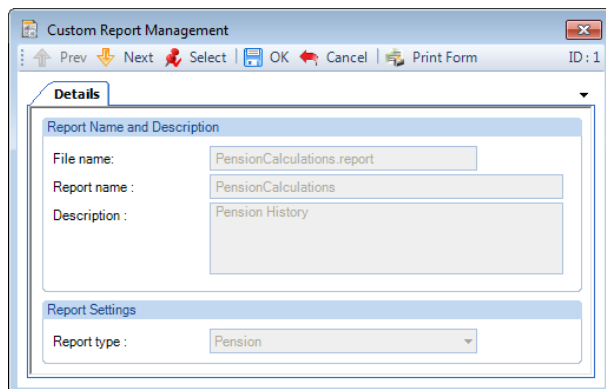 Custom Report Management
Prev Next Select OK Cancel Print Form ID : 1
Details
Report Name and Description
File name: PensionCalculations.report
Report name : PensionCalculations
Description : Pension History
Report Settings
Report type : Pension